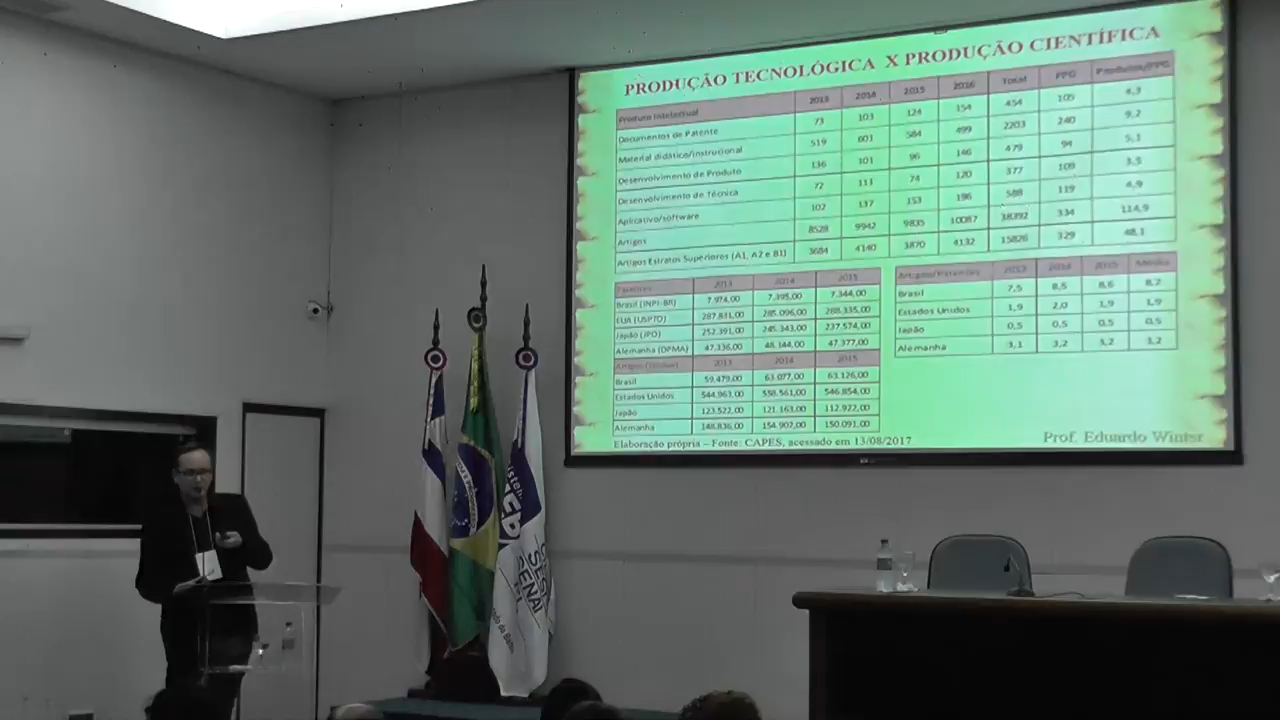 PRODUÇÃO TECNOLÓGICA X PRODUÇÃO CIENTÍFICA
Produto Intelectual 2013 2014 2015 2016 Total PPG Produtos/PPG
Documentos de Patente 73 103 124 154 454 105 4,3
Material didático/instrucional 519 601 584 499 2203 240 9,2
Desenvolvimento de Produto 136 101 96 146 479 94 5,1
Desenvolvimento de Técnica 72 111 74 120 377 109 3,5
Aplicativo/software 102 137 153 196 588 119 4,9
Artigos 8528 9942 9835 10087 38392 334 114,9
Artigos Estratos Superiores (A1, A2 e B1) 3684 4140 3870 4132 15826 329 48,1
Patentes 2013 2014 2015
Brasil (INPI-BR) 7.974,00 7.395,00 7.344,00
EUA (USPTO) 287.831,00 285.096,00 288.335,00
Japão (JPO) 252.391,00 245.343,00 237.574,00
Alemanha (DPMA) 47.336,00 48.144,00 47.377,00
2013 2014 2015
Brasil 59.479,00 63.077,00 63.126,00
Estados Unidos 544.963,00 558.561,00 546.854,00
Japão 123.522,00 121.163,00 112.922,00
Alemanha 148.836,00 154.902,00 150.091,00
Artigos/Patentes 2013 2014 2015 Média
Brasil 7,5 8,5 8,6 8,2
Estados Unidos 1,9 2,0 1,9 1,9
Japão 0,5 0,5 0,5 0,5
Alemanha 3,1 3,2 3,2 3,2
Elaboração própria – Fonte: CAPES, acessado em 13/08/2017
Prof. Eduardo Winter
SESI
SENAI
IEL